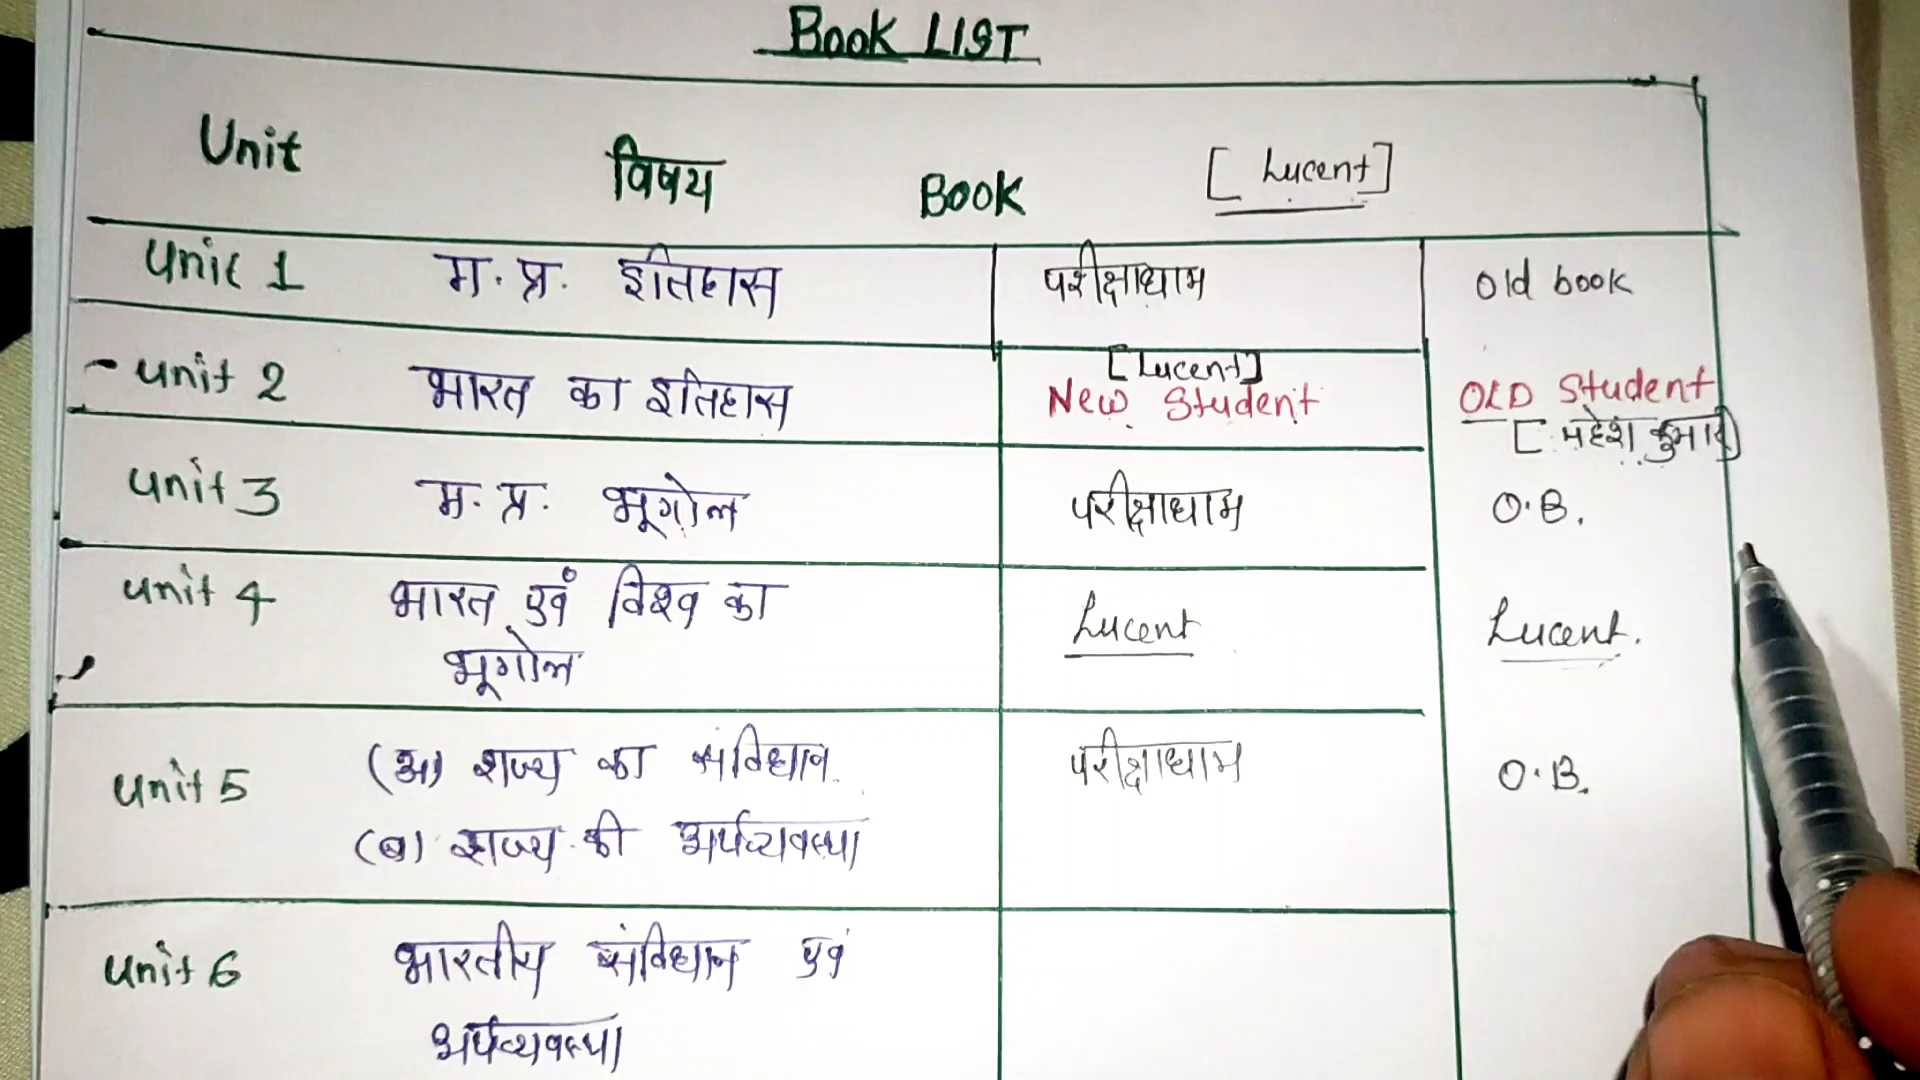 Book LIST
Unit विषय Book [Lucent]
Unit 1 म. प्र. इतिहास परीक्षाधाम old book
unit 2 भारत का इतिहास [Lucent] New Student OLD Student
[महेश कुमार]
unit 3 म. प्र. भूगोल परीक्षाधाम O.B.
unit 4 भारत एवं विश्व का Lucent Lucent.
भूगोल
unit 5 (अ) राज्य का संविधान परीक्षाधाम O.B.
(ब) राज्य की अर्थव्यवस्था
unit 6 भारतीय संविधान एवं
अर्थव्यवस्था